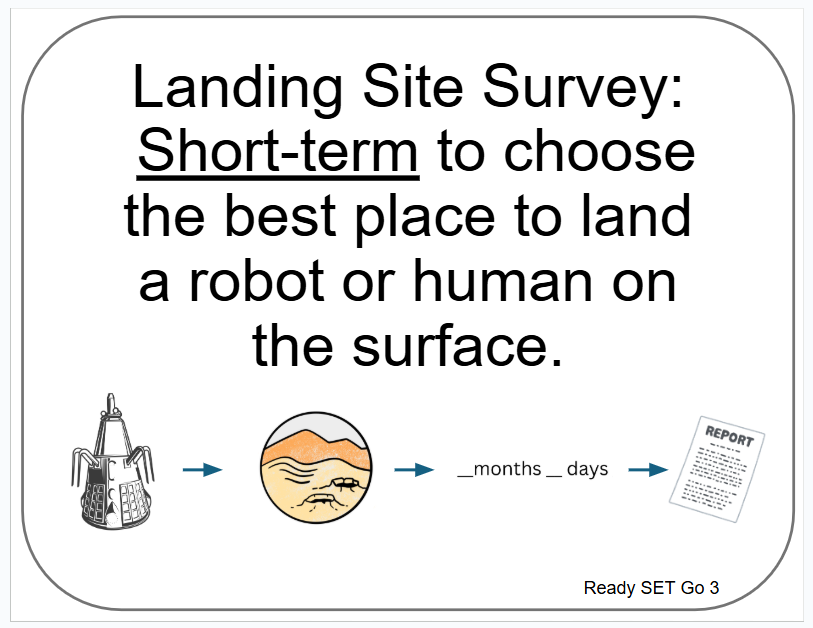 Landing Site Survey:
Short-term to choose
the best place to land
a robot or human on
the surface.
__months __ days
REPORT
Ready SET Go 3